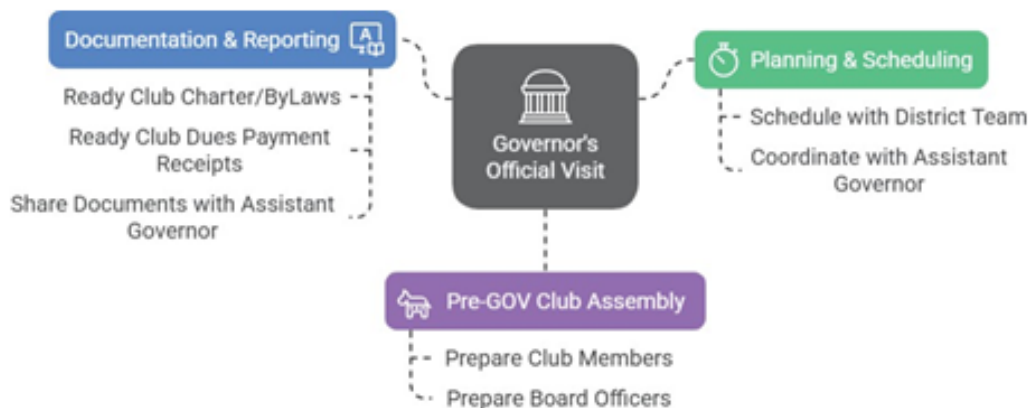 Documentation & Reporting
Ready Club Charter/ByLaws
Ready Club Dues Payment
Receipts
Share Documents with Assistant
Governor
Governor's
Official Visit
Planning & Scheduling
Schedule with District Team
Coordinate with Assistant
Governor
Pre-GOV Club Assembly
Prepare Club Members
Prepare Board Officers